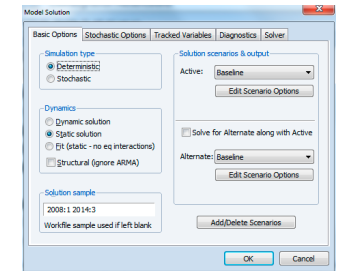 Model Solution
Basic Options Stochastic Options Tracked Variables Diagnostics Solver
Simulation type
Deterministic
Stochastic
Dynamics
Dynamic solution
Static solution
Fit (static - no eq interactions)
Structural (ignore ARMA)
Solution sample
2008:1 2014:3
Workfile sample used if left blank
Solution scenarios & output
Active: Baseline
Edit Scenario Options
Solve for Alternate along with Active
Alternate: Baseline
Edit Scenario Options
Add/Delete Scenarios
OK Cancel